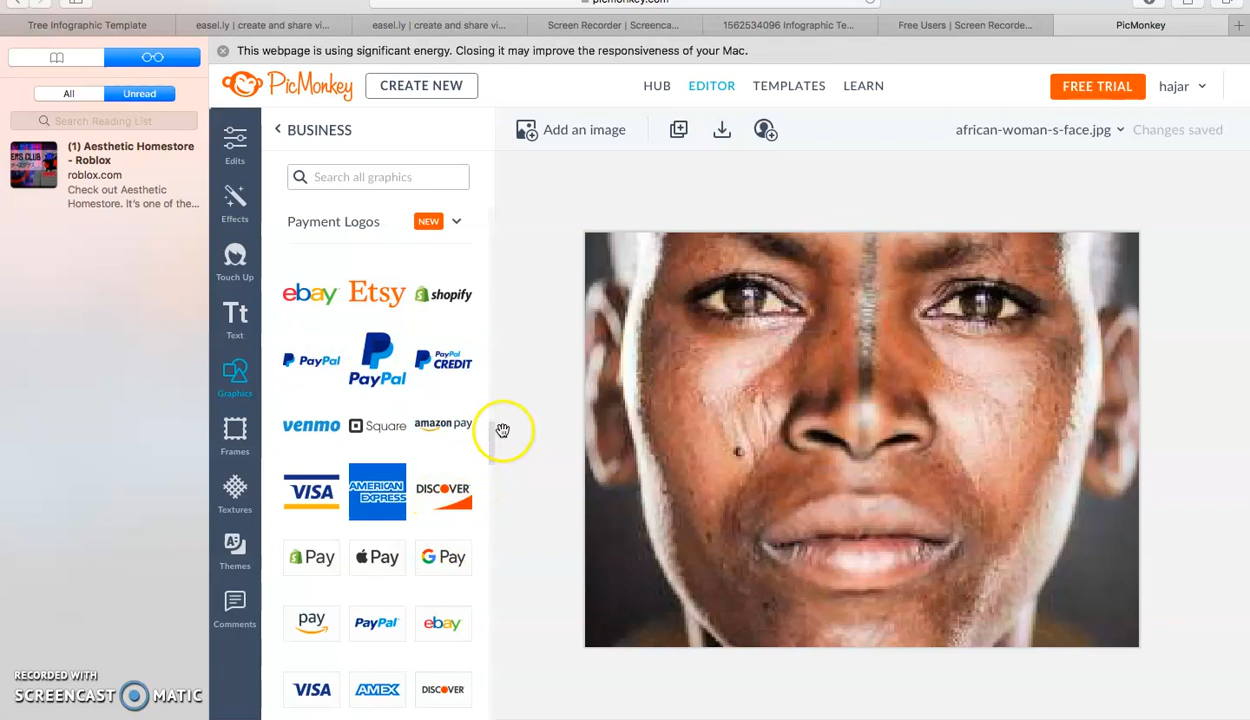 picmonkey.com
Tree Infographic Template
easel.ly | create and share vi...
easel.ly | create and share vi...
Screen Recorder | Screenca...
1562534096 Infographic Te...
Free Users | Screen Recorde...
PicMonkey
This webpage is using significant energy. Closing it may improve the responsiveness of your Mac.
All
Unread
Search Reading List
(1) Aesthetic Homestore
- Roblox
roblox.com
Check out Aesthetic
Homestore. It's one of the...
PicMonkey
CREATE NEW
HUB
EDITOR
TEMPLATES
LEARN
FREE TRIAL
hajar
Edits
Effects
Touch Up
Tt
Text
Graphics
Frames
Textures
Themes
Comments
BUSINESS
Search all graphics
Payment Logos
NEW
ebay
Etsy
shopify
PayPal
PayPal
PayPal
CREDIT
venmo
Square
amazon pay
VISA
AMERICAN
EXPRESS
DISCOVER
Pay
Pay
G Pay
pay
PayPal
ebay
VISA
AMEX
DISCOVER
Add an image
african-woman-s-face.jpg
Changes saved
RECORDED WITH
SCREENCAST MATIC